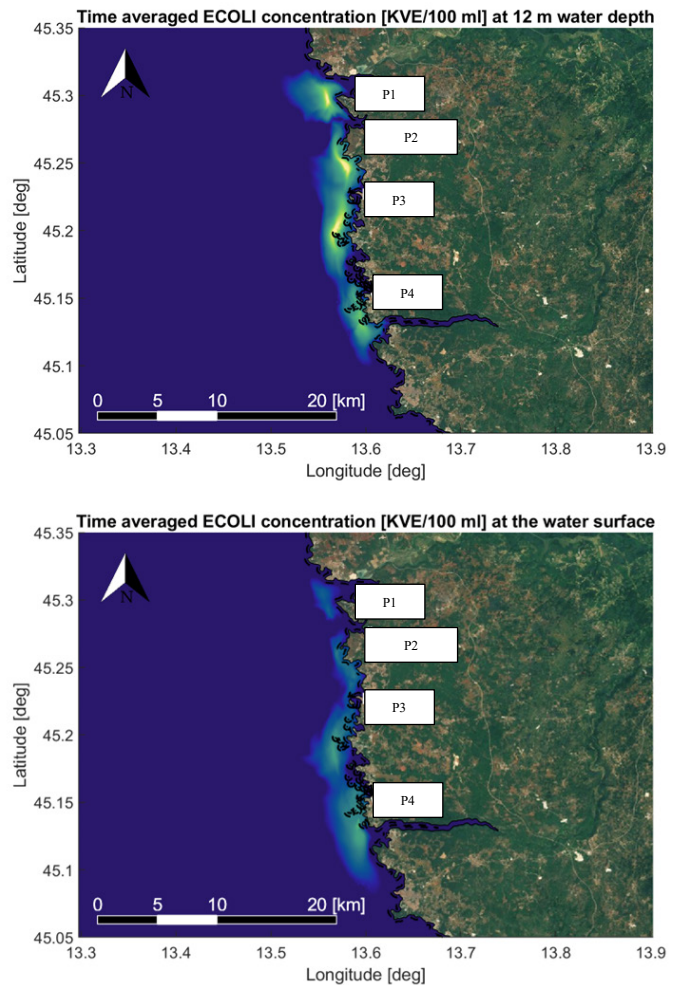 Time averaged ECOLI concentration [KVE/100 ml] at 12 m water depth
45.35
N
P1
45.3
P2
45.25
P3
45.2
P4
45.15
45.1
0 5 10 20 [km]
45.05
13.3 13.4 13.5 13.6 13.7 13.8 13.9
Longitude [deg]
Latitude [deg]
Time averaged ECOLI concentration [KVE/100 ml] at the water surface
45.35
N
P1
45.3
P2
45.25
P3
45.2
P4
45.15
45.1
0 5 10 20 [km]
45.05
13.3 13.4 13.5 13.6 13.7 13.8 13.9
Longitude [deg]
Latitude [deg]